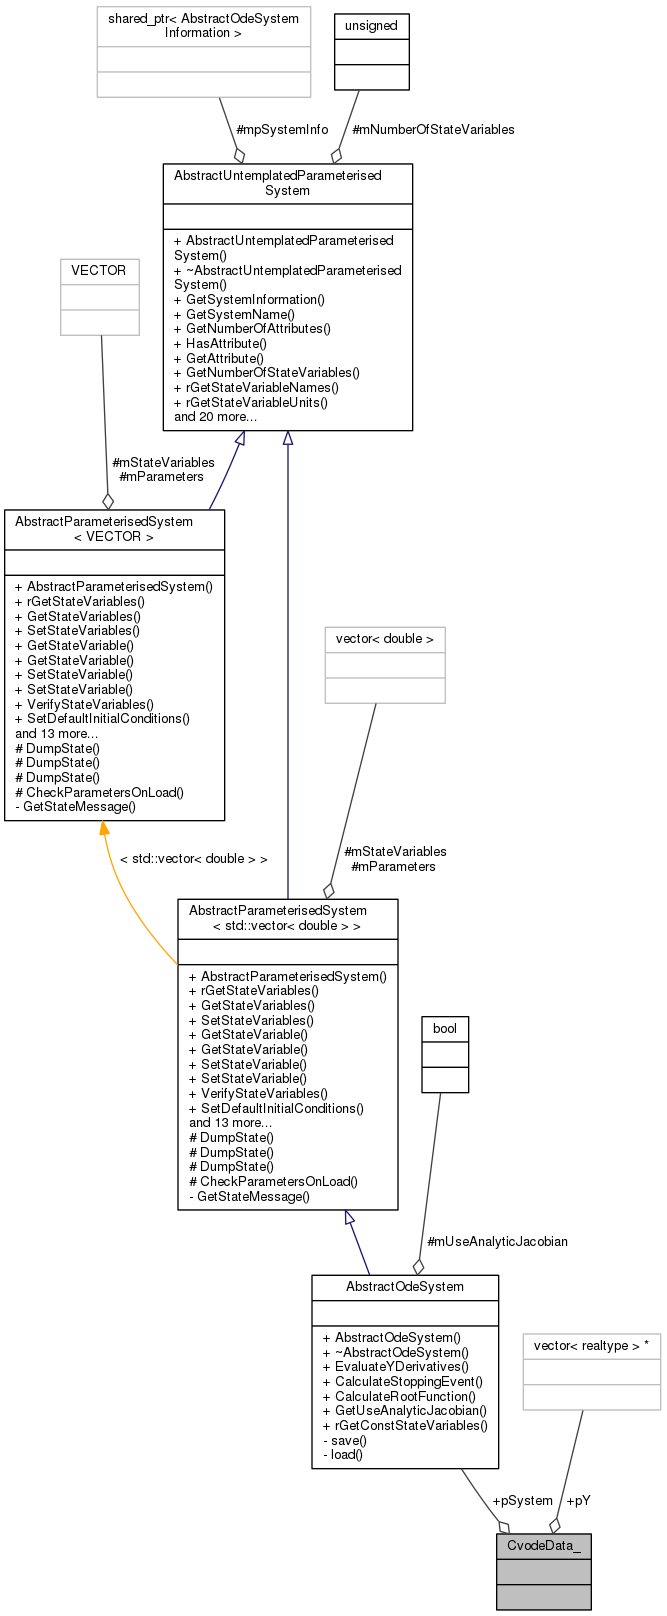 shared_ptr< AbstractOdeSystem
Information >
unsigned
#mpSystemInfo
#mNumberOfStateVariables
AbstractUntemplatedParameterised
System
+ AbstractUntemplatedParameterised
System()
+ ~AbstractUntemplatedParameterised
System()
+ GetSystemInformation()
+ GetSystemName()
+ GetNumberOfAttributes()
+ HasAttribute()
+ GetAttribute()
+ GetNumberOfStateVariables()
+ rGetStateVariableNames()
+ rGetStateVariableUnits()
and 20 more...
VECTOR
#mStateVariables
#mParameters
AbstractParameterisedSystem
< VECTOR >
+ AbstractParameterisedSystem()
+ rGetStateVariables()
+ GetStateVariables()
+ SetStateVariables()
+ GetStateVariable()
+ GetStateVariable()
+ SetStateVariable()
+ SetStateVariable()
+ VerifyStateVariables()
+ SetDefaultInitialConditions()
and 13 more...
# DumpState()
# DumpState()
# DumpState()
# CheckParametersOnLoad()
- GetStateMessage()
vector< double >
< std::vector< double > >
#mStateVariables
#mParameters
AbstractParameterisedSystem
< std::vector< double > >
+ AbstractParameterisedSystem()
+ rGetStateVariables()
+ GetStateVariables()
+ SetStateVariables()
+ GetStateVariable()
+ GetStateVariable()
+ SetStateVariable()
+ SetStateVariable()
+ VerifyStateVariables()
+ SetDefaultInitialConditions()
and 13 more...
# DumpState()
# DumpState()
# DumpState()
# CheckParametersOnLoad()
- GetStateMessage()
bool
#mUseAnalyticJacobian
AbstractOdeSystem
+ AbstractOdeSystem()
+ ~AbstractOdeSystem()
+ EvaluateYDerivatives()
+ CalculateStoppingEvent()
+ CalculateRootFunction()
+ GetUseAnalyticJacobian()
+ rGetConstStateVariables()
- save()
- load()
vector< realtype > *
+pSystem
+pY
CvodeData_